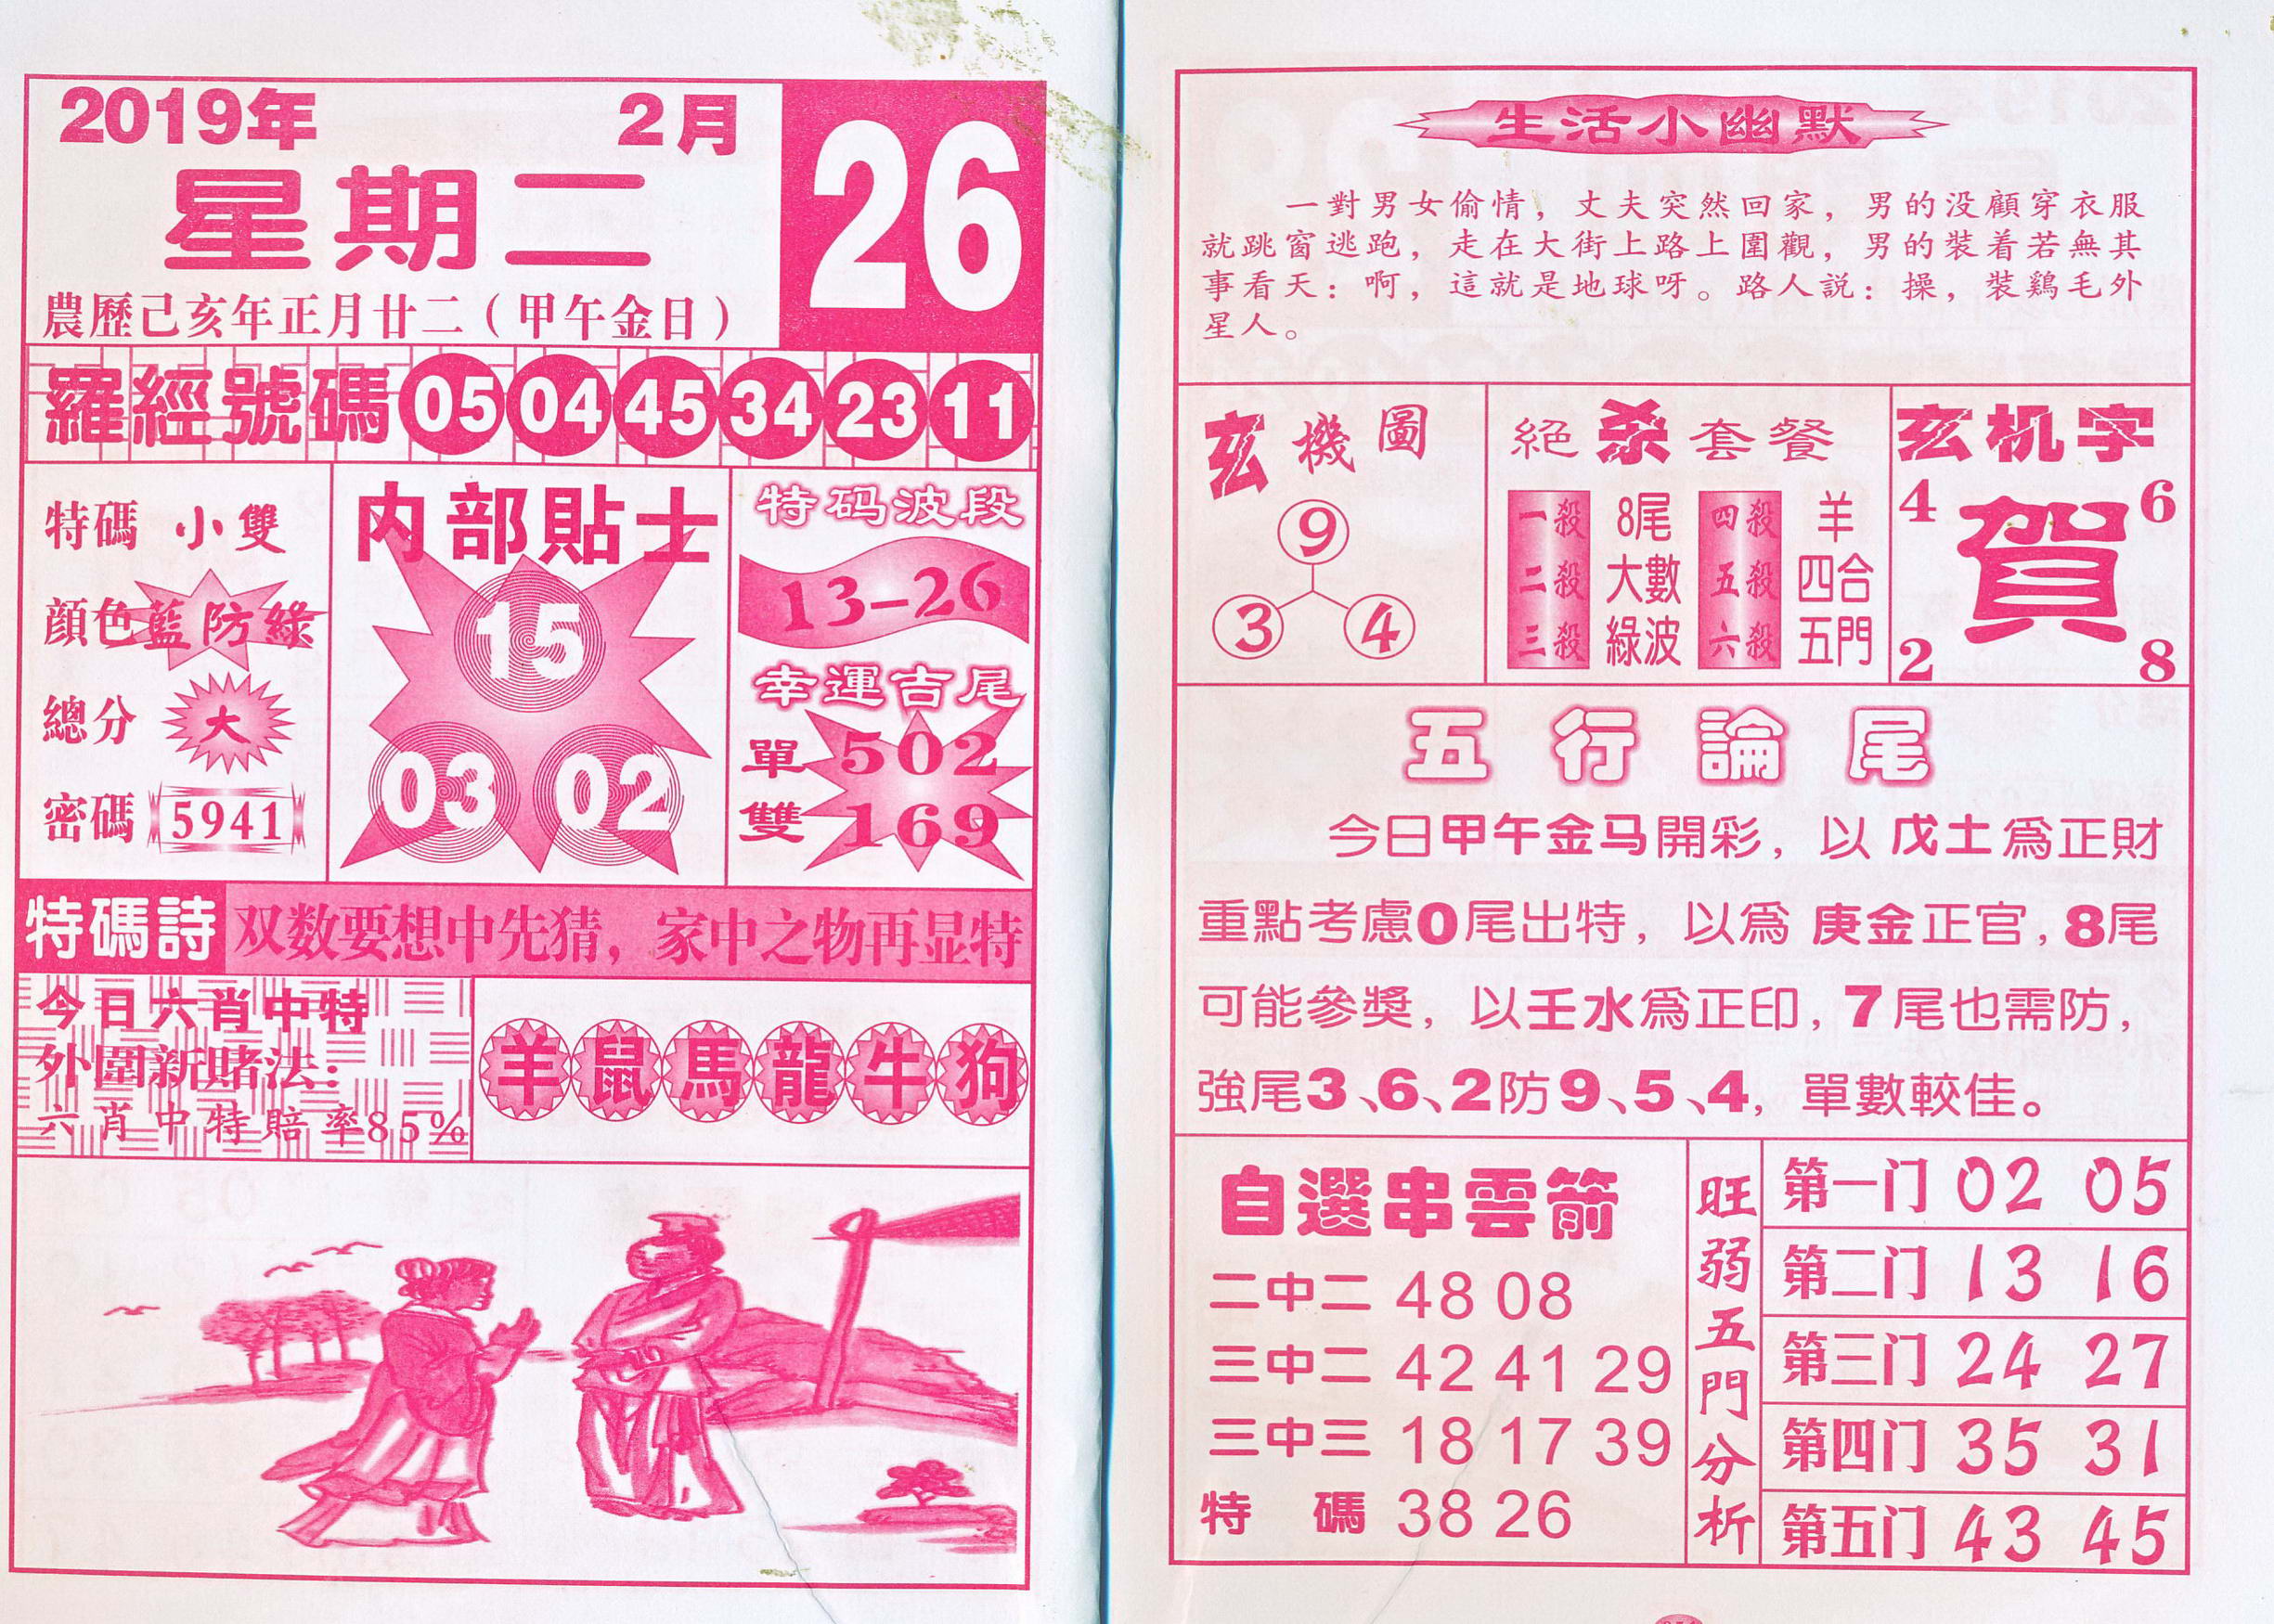 2019年 2月 26
星期二
農歷己亥年正月廿二（甲午金日）
羅經號碼 05 04 45 34 23 11
特碼 小雙
顔色 藍防綠
總分 大
密碼 5941
内部貼士
15
03 02
特码波段
13-26
幸運吉尾
單 502
雙 169
特碼詩 双数要想中先猜，家中之物再显特
今日六肖中特
外圍新賭法：
六肖中特賠率85%
羊 鼠 馬 龍 牛 狗
生活小幽默
一對男女偷情，丈夫突然回家，男的没顧穿衣服
就跳窗逃跑，走在大街上路上圍觀，男的裝着若無其
事看天：啊，這就是地球呀。路人説：操，裝鷄毛外
星人。
玄機圖
9
3 4
絕杀套餐
一殺 8尾 四殺 羊
二殺 大數 五殺 四合
三殺 綠波 六殺 五門
玄机字
4 6
賀
2 8
五行論尾
今日甲午金马開彩，以戊土爲正財
重點考慮0尾出特，以爲庚金正官，8尾
可能參獎，以壬水爲正印，7尾也需防，
強尾3、6、2防9、5、4，單數較佳。
自選串雲箭
二中二 48 08
三中二 42 41 29
三中三 18 17 39
特碼 38 26
旺弱五門分析
第一门 02 05
第二门 13 16
第三门 24 27
第四门 35 31
第五门 43 45